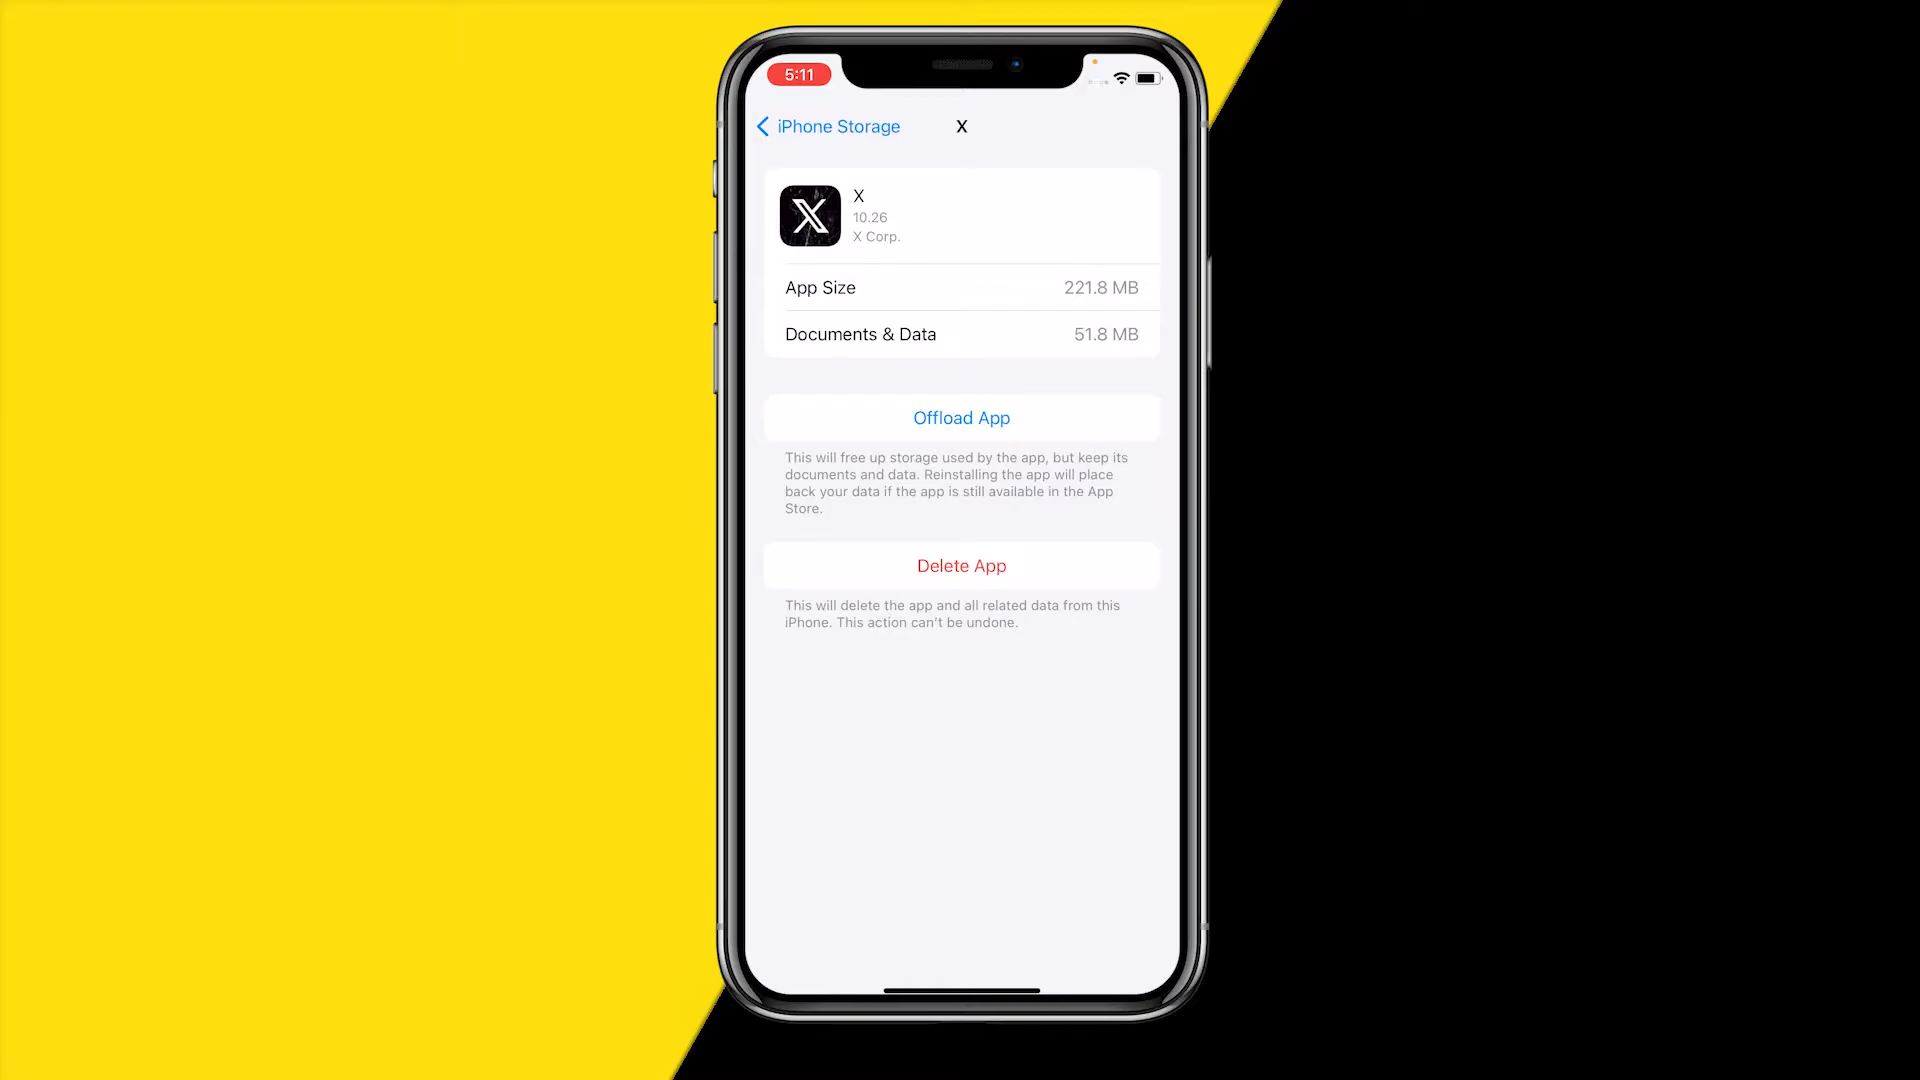 5:11
iPhone Storage
X
X
10.26
X Corp.
App Size
221.8 MB
Documents & Data
51.8 MB
Offload App
This will free up storage used by the app, but keep its
documents and data. Reinstalling the app will place
back your data if the app is still available in the App
Store.
Delete App
This will delete the app and all related data from this
iPhone. This action can't be undone.